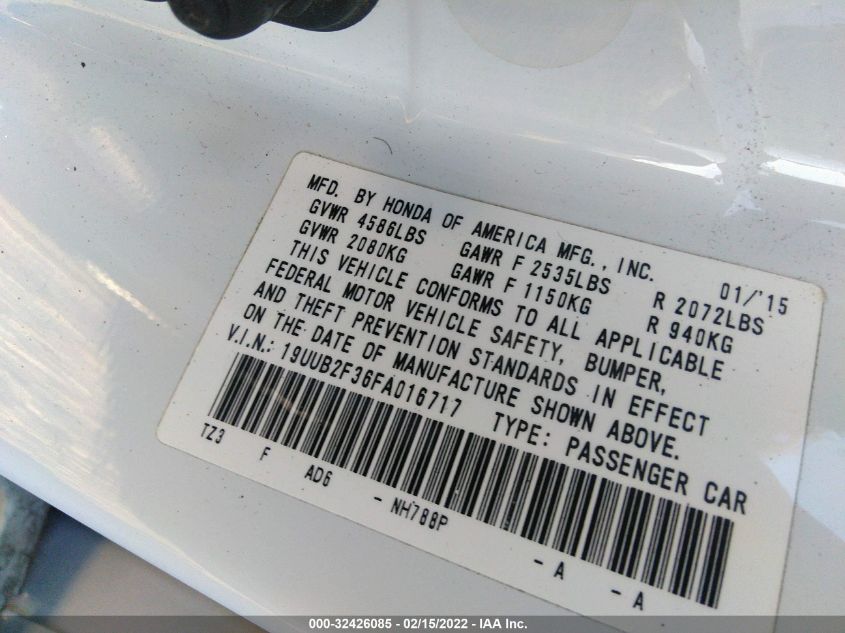 MFD. BY HONDA OF AMERICA MFG., INC. 01/'15
GVWR 4586LBS GAWR F 2535LBS R 2072LBS
GVWR 2080KG GAWR F 1150KG R 940KG
THIS VEHICLE CONFORMS TO ALL APPLICABLE
FEDERAL MOTOR VEHICLE SAFETY, BUMPER,
AND THEFT PREVENTION STANDARDS IN EFFECT
ON THE DATE OF MANUFACTURE SHOWN ABOVE.
V.I.N.: 19UUB2F36FA016717 TYPE: PASSENGER CAR
TZ3 F AD6 - NH788P - A - A
000-32426085 - 02/15/2022 - IAA Inc.